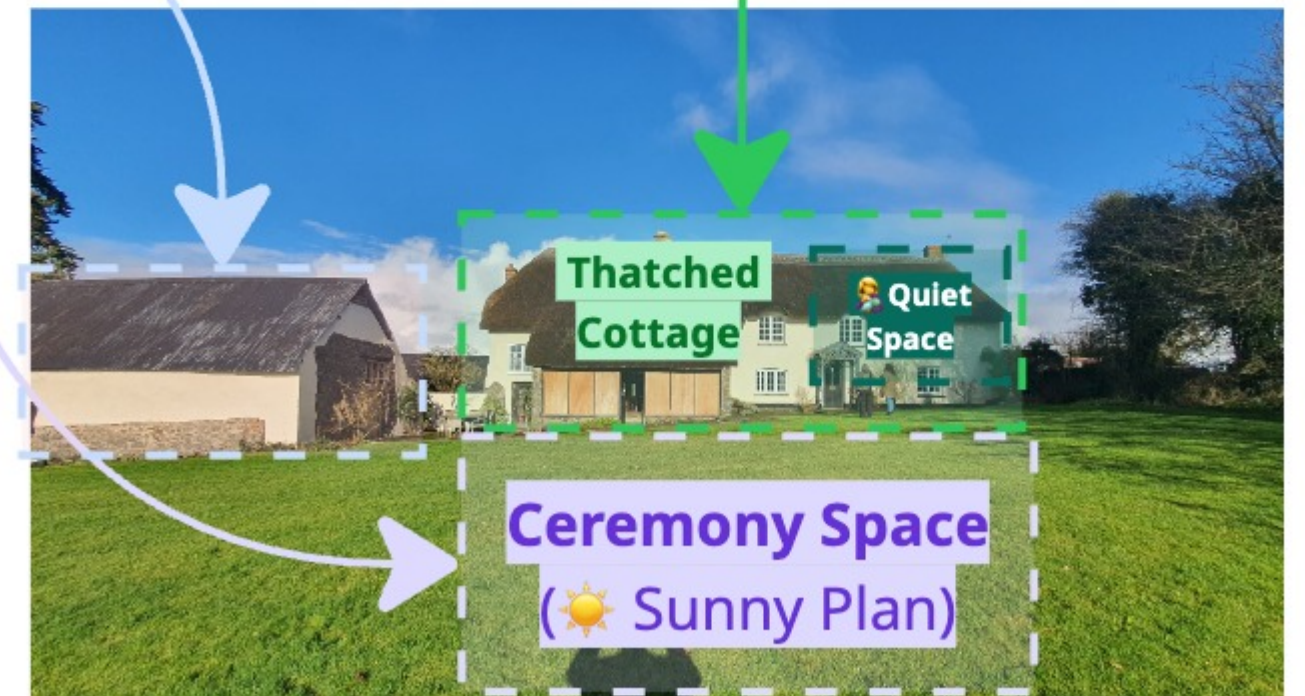 Thatched
Cottage
🤱Quiet
Space
Ceremony Space
(☀️ Sunny Plan)